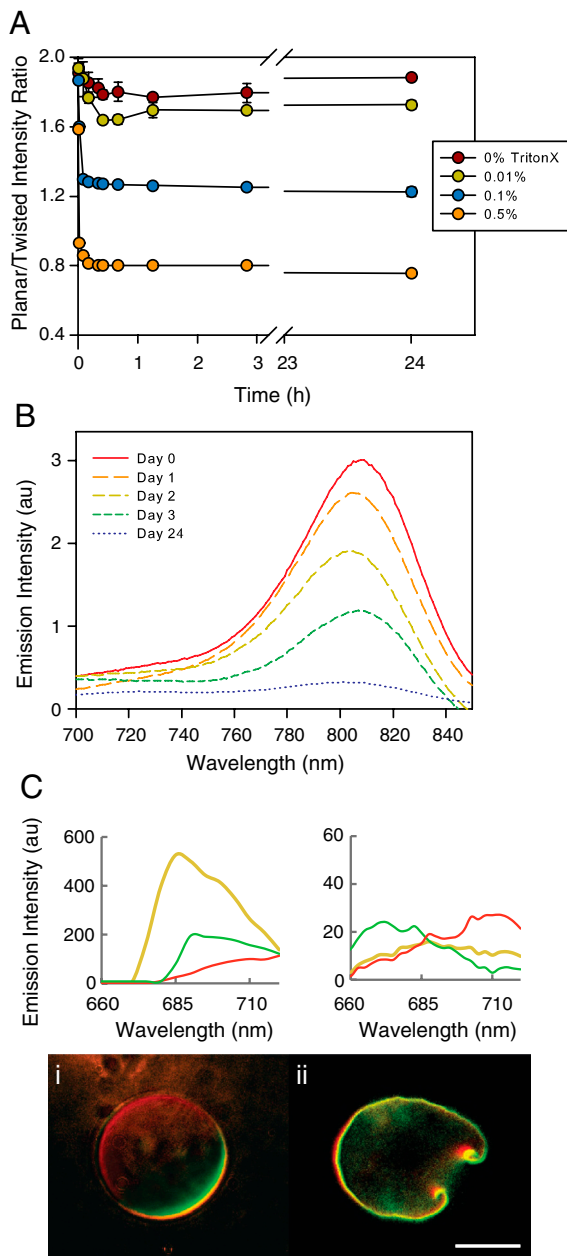 A
Planar/Twisted Intensity Ratio
2.0
1.6
1.2
0.8
0.4
0 1 2 3 23 24
Time (h)
0% TritonX
0.01%
0.1%
0.5%
B
Emission Intensity (au)
3
2
1
0
Day 0
Day 1
Day 2
Day 3
Day 24
700 720 740 760 780 800 820 840
Wavelength (nm)
C
Emission Intensity (au)
600
400
200
0
660 685 710
Wavelength (nm)
60
40
20
0
660 685 710
Wavelength (nm)
i
ii